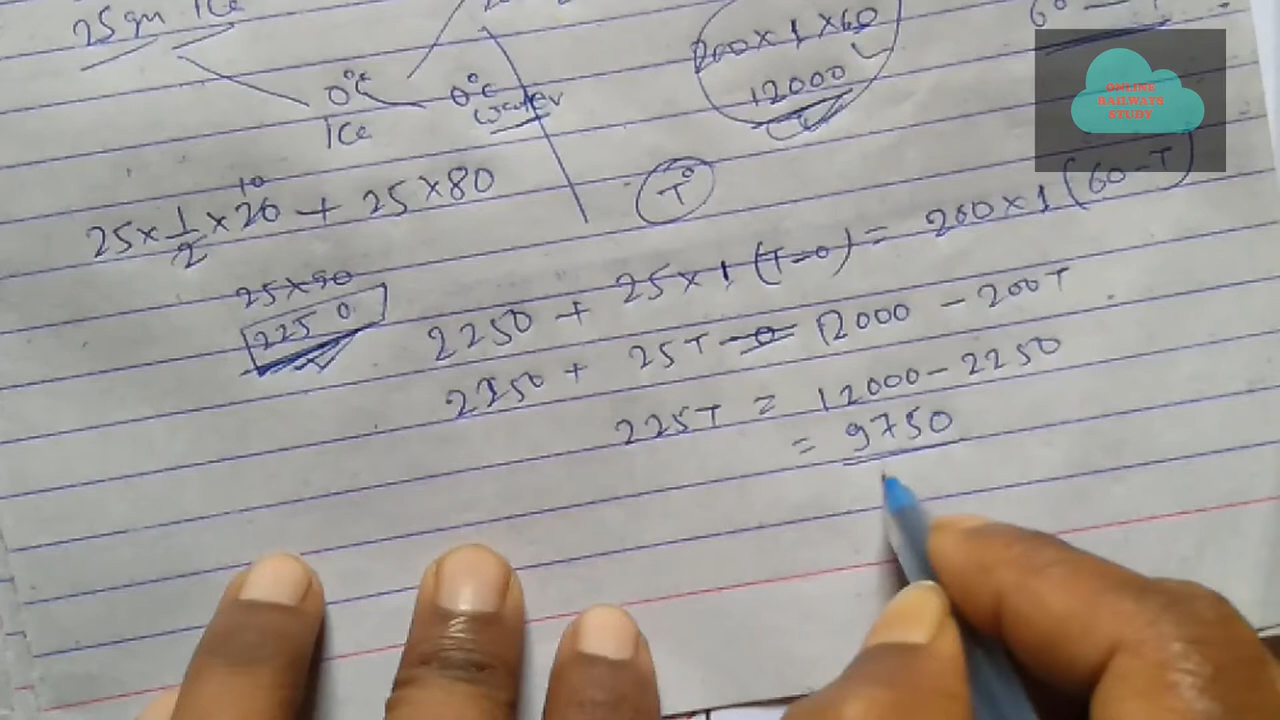 25gm Ice
200×1×60
12000
60 - T
ONLINE
RAILWAYS
STUDY
0°c
Ice
0°c
water
25×1/2×20 + 25×80
10
25×90
2250
T°
2250 + 25×1 (T-0) = 200×1 (60-T)
2250 + 25T = 12000 - 200T
225T = 12000-2250
= 9750